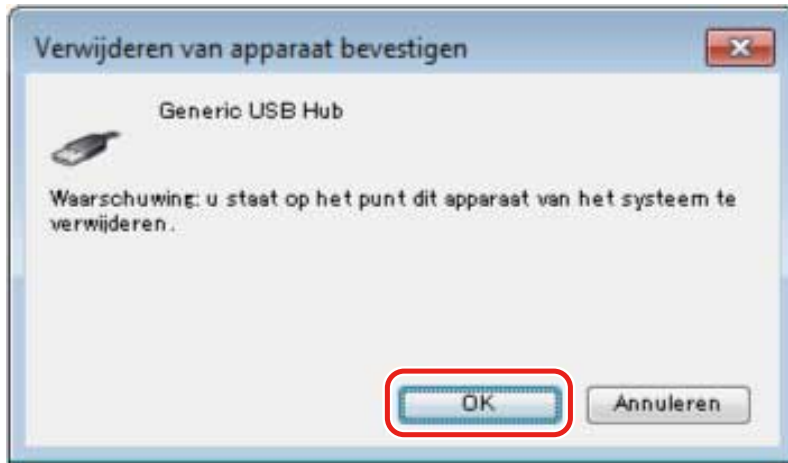 Verwijderen van apparaat bevestigen
Generic USB Hub
Waarschuwing: u staat op het punt dit apparaat van het systeem te
verwijderen.
OK
Annuleren